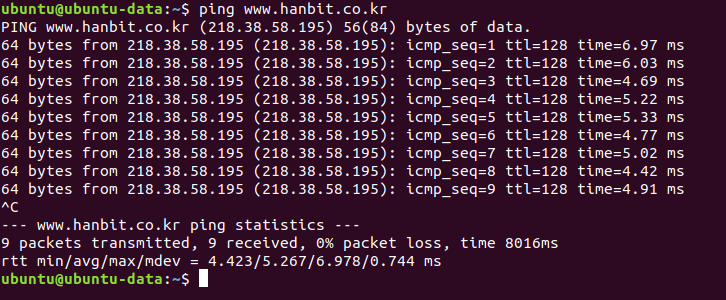 ubuntu@ubuntu-data:~$ ping www.hanbit.co.kr
PING www.hanbit.co.kr (218.38.58.195) 56(84) bytes of data.
64 bytes from 218.38.58.195 (218.38.58.195): icmp_seq=1 ttl=128 time=6.97 ms
64 bytes from 218.38.58.195 (218.38.58.195): icmp_seq=2 ttl=128 time=6.03 ms
64 bytes from 218.38.58.195 (218.38.58.195): icmp_seq=3 ttl=128 time=4.69 ms
64 bytes from 218.38.58.195 (218.38.58.195): icmp_seq=4 ttl=128 time=5.22 ms
64 bytes from 218.38.58.195 (218.38.58.195): icmp_seq=5 ttl=128 time=5.33 ms
64 bytes from 218.38.58.195 (218.38.58.195): icmp_seq=6 ttl=128 time=4.77 ms
64 bytes from 218.38.58.195 (218.38.58.195): icmp_seq=7 ttl=128 time=5.02 ms
64 bytes from 218.38.58.195 (218.38.58.195): icmp_seq=8 ttl=128 time=4.42 ms
64 bytes from 218.38.58.195 (218.38.58.195): icmp_seq=9 ttl=128 time=4.91 ms
^C
--- www.hanbit.co.kr ping statistics ---
9 packets transmitted, 9 received, 0% packet loss, time 8016ms
rtt min/avg/max/mdev = 4.423/5.267/6.978/0.744 ms
ubuntu@ubuntu-data:~$